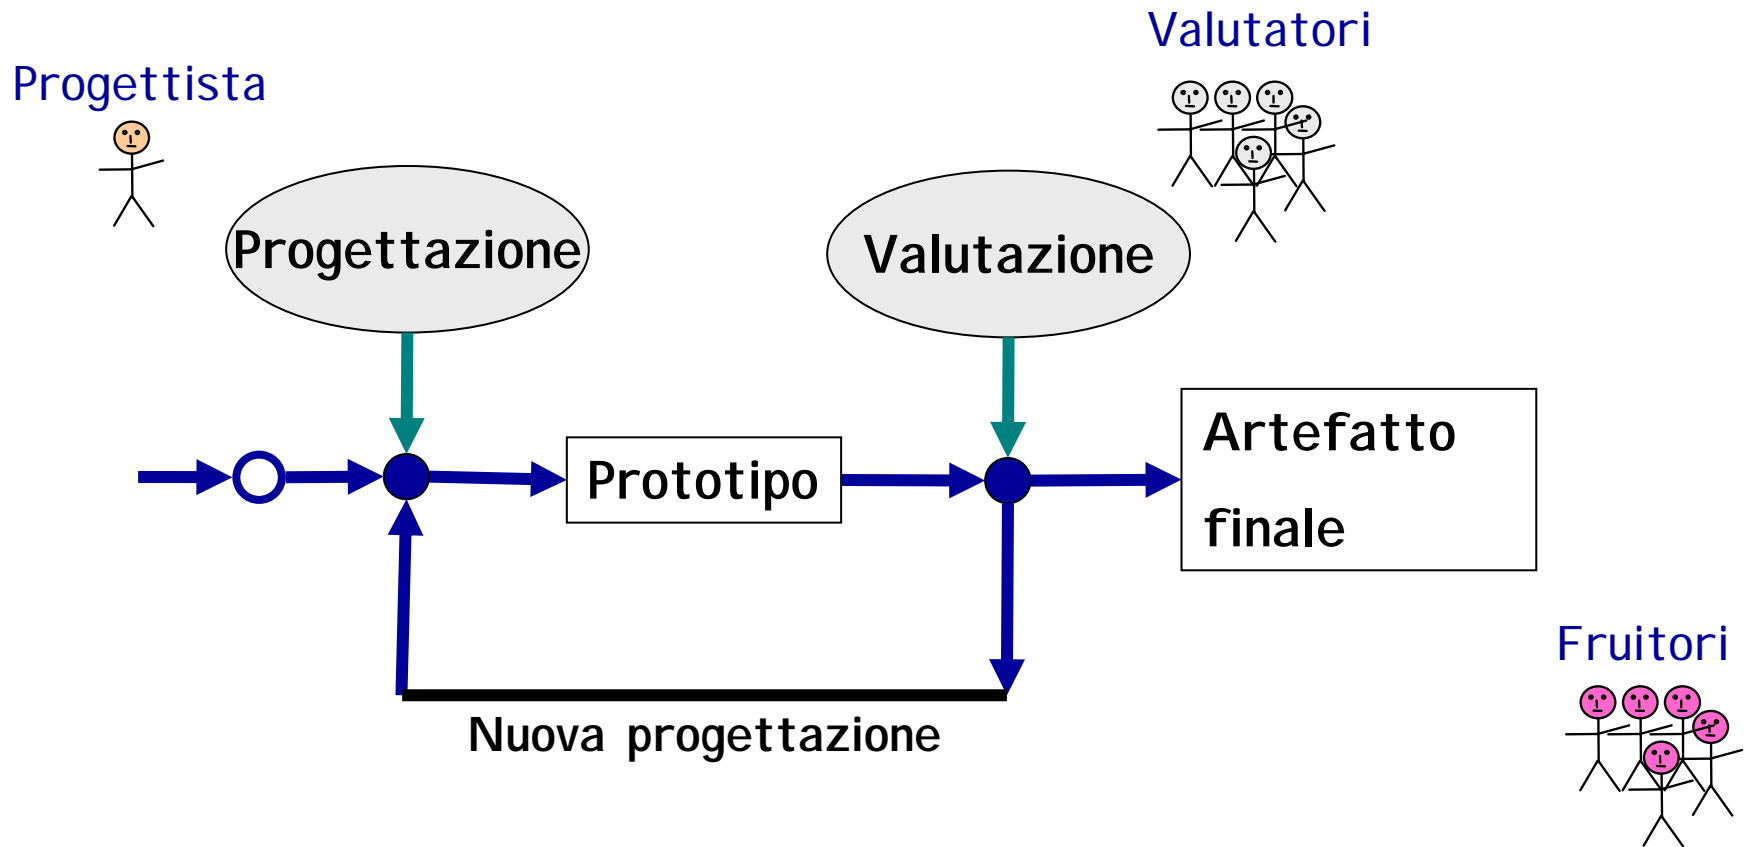 Valutatori
Progettista
Progettazione
Valutazione
Prototipo
Artefatto
finale
Fruitori
Nuova progettazione